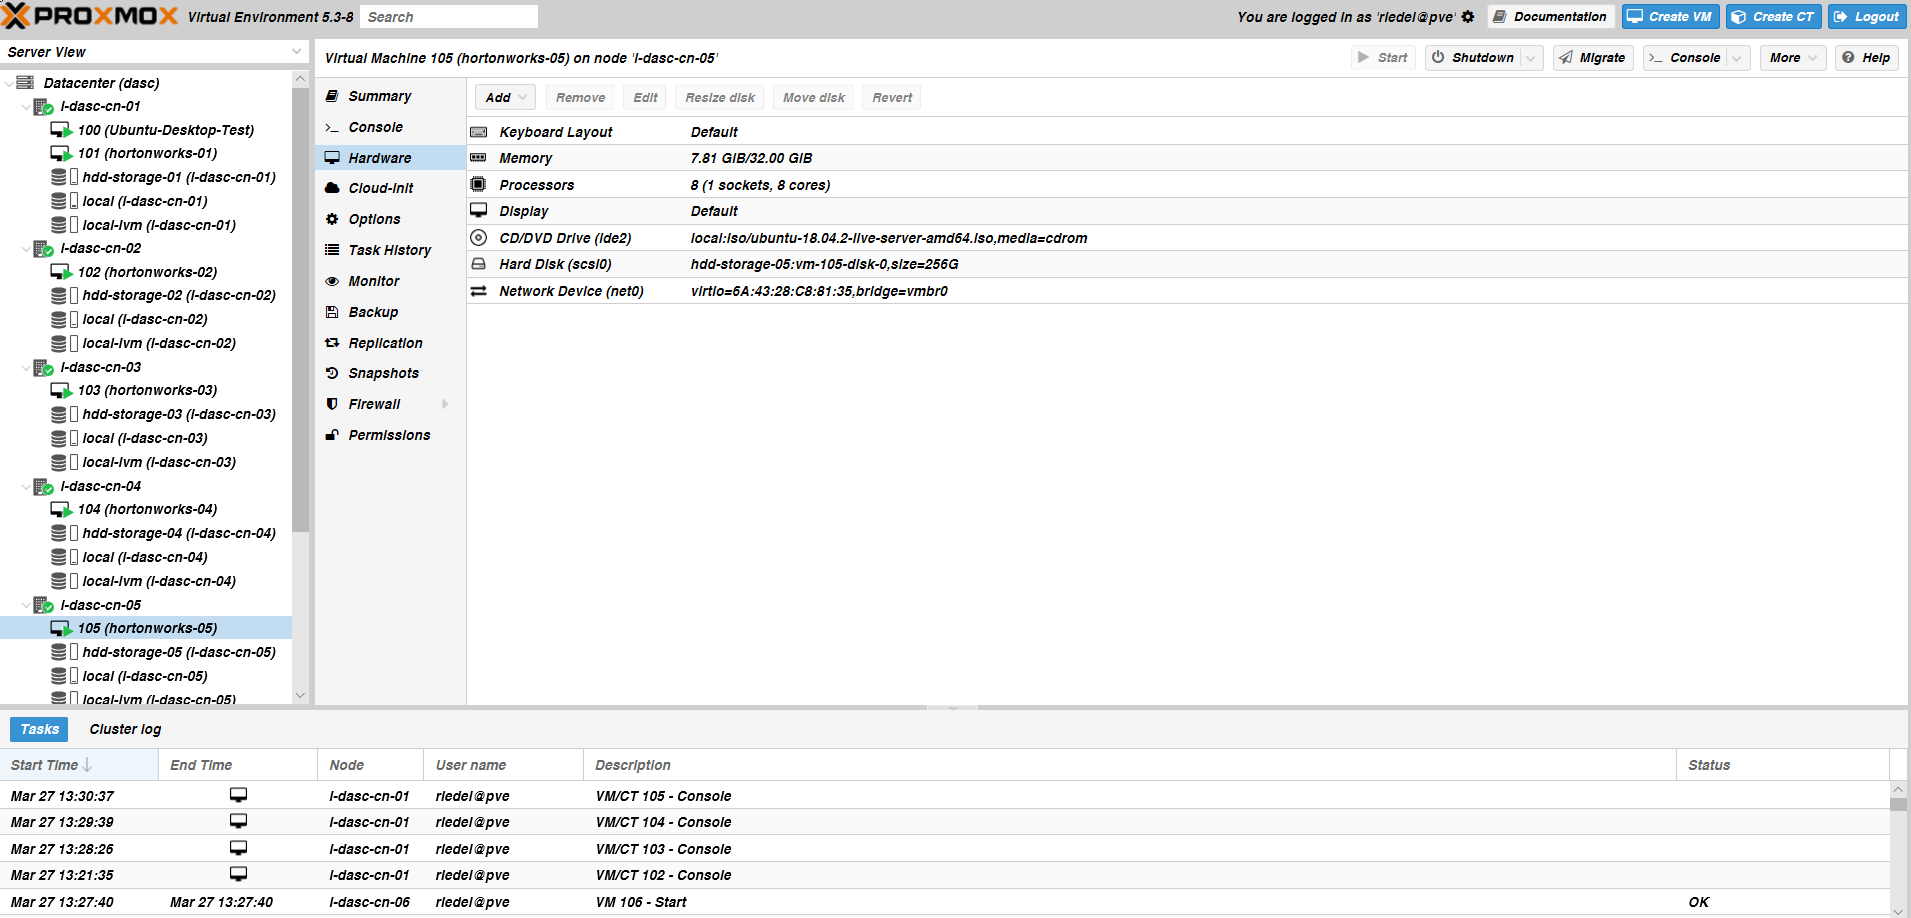 PROXMOX Virtual Environment 5.3-8 Search You are logged in as 'riedel@pve' Documentation Create VM Create CT Logout
Server View
Datacenter (dasc)
l-dasc-cn-01
100 (Ubuntu-Desktop-Test)
101 (hortonworks-01)
hdd-storage-01 (l-dasc-cn-01)
local (l-dasc-cn-01)
local-lvm (l-dasc-cn-01)
l-dasc-cn-02
102 (hortonworks-02)
hdd-storage-02 (l-dasc-cn-02)
local (l-dasc-cn-02)
local-lvm (l-dasc-cn-02)
l-dasc-cn-03
103 (hortonworks-03)
hdd-storage-03 (l-dasc-cn-03)
local (l-dasc-cn-03)
local-lvm (l-dasc-cn-03)
l-dasc-cn-04
104 (hortonworks-04)
hdd-storage-04 (l-dasc-cn-04)
local (l-dasc-cn-04)
local-lvm (l-dasc-cn-04)
l-dasc-cn-05
105 (hortonworks-05)
hdd-storage-05 (l-dasc-cn-05)
local (l-dasc-cn-05)
local-lvm (l-dasc-cn-05)
Virtual Machine 105 (hortonworks-05) on node 'l-dasc-cn-05' Start Shutdown Migrate Console More Help
Summary
Console
Hardware
Cloud-Init
Options
Task History
Monitor
Backup
Replication
Snapshots
Firewall
Permissions
Add Remove Edit Resize disk Move disk Revert
Keyboard Layout Default
Memory 7.81 GiB/32.00 GiB
Processors 8 (1 sockets, 8 cores)
Display Default
CD/DVD Drive (ide2) local:iso/ubuntu-18.04.2-live-server-amd64.iso,media=cdrom
Hard Disk (scsi0) hdd-storage-05:vm-105-disk-0,size=256G
Network Device (net0) virtio=6A:43:28:C8:81:35,bridge=vmbr0
Tasks Cluster log
Start Time End Time Node User name Description Status
Mar 27 13:30:37 l-dasc-cn-01 riedel@pve VM/CT 105 - Console
Mar 27 13:29:39 l-dasc-cn-01 riedel@pve VM/CT 104 - Console
Mar 27 13:28:26 l-dasc-cn-01 riedel@pve VM/CT 103 - Console
Mar 27 13:21:35 l-dasc-cn-01 riedel@pve VM/CT 102 - Console
Mar 27 13:27:40 Mar 27 13:27:40 l-dasc-cn-06 riedel@pve VM 106 - Start OK